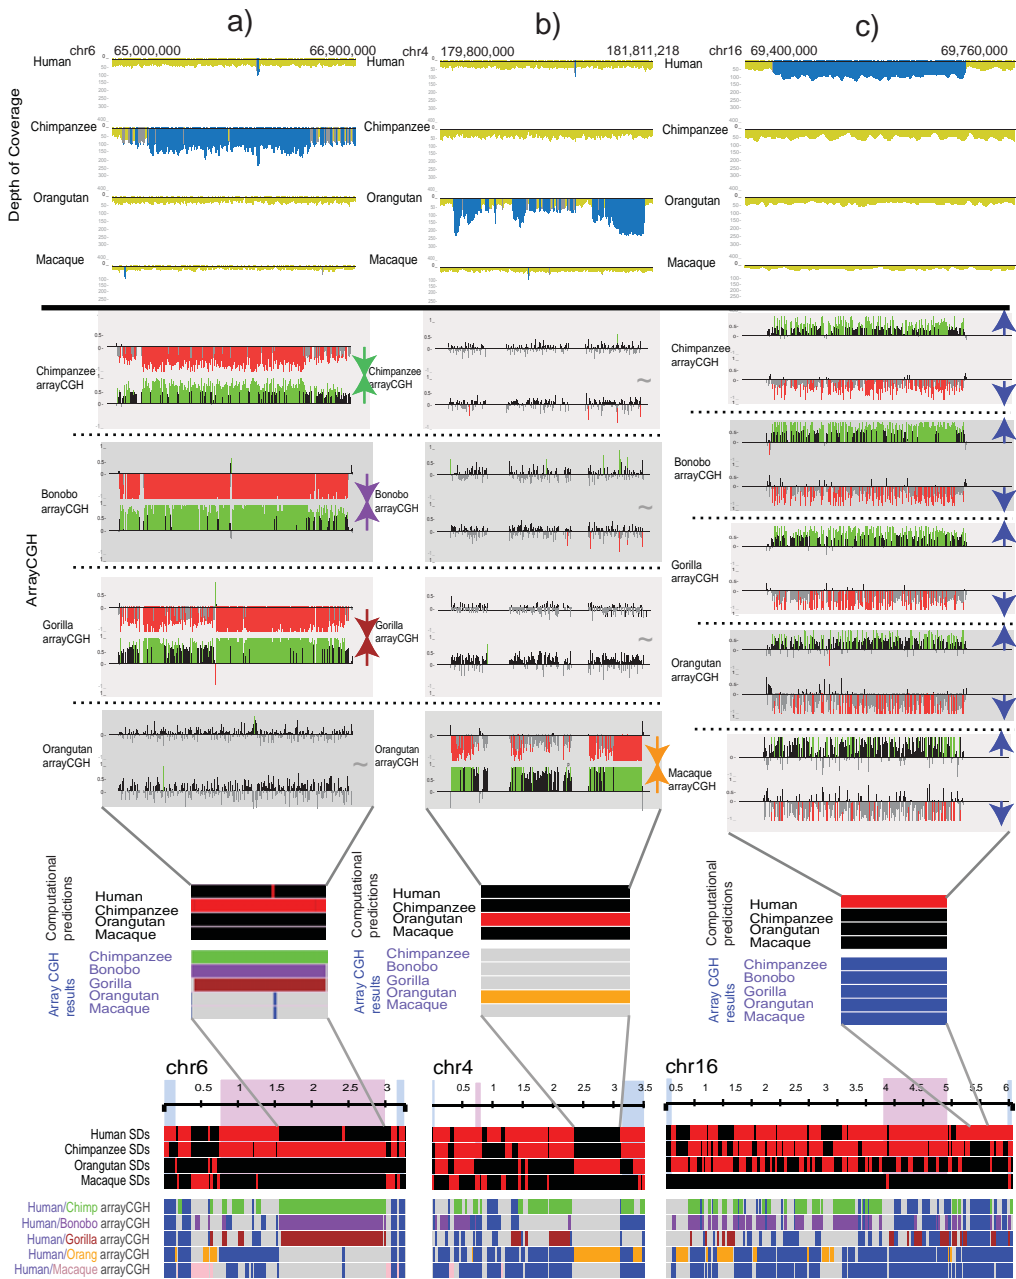 a) b) c)
chr6 65,000,000 66,900,000 chr4 179,800,000 181,811,218 chr16 69,400,000 69,760,000
Depth of Coverage
Human Human Human
Chimpanzee Chimpanzee Chimpanzee
Orangutan Orangutan Orangutan
Macaque Macaque Macaque
ArrayCGH
Chimpanzee arrayCGH
Bonobo arrayCGH
Gorilla arrayCGH
Orangutan arrayCGH
Chimpanzee arrayCGH
Bonobo arrayCGH
Gorilla arrayCGH
Orangutan arrayCGH
Chimpanzee arrayCGH
Bonobo arrayCGH
Gorilla arrayCGH
Orangutan arrayCGH
Macaque arrayCGH
~
~
~
~
Computational predictions
Human
Chimpanzee
Orangutan
Macaque
Array CGH results
Chimpanzee
Bonobo
Gorilla
Orangutan
Macaque
Computational predictions
Human
Chimpanzee
Orangutan
Macaque
Array CGH results
Chimpanzee
Bonobo
Gorilla
Orangutan
Macaque
Computational predictions
Human
Chimpanzee
Orangutan
Macaque
Array CGH results
Chimpanzee
Bonobo
Gorilla
Orangutan
Macaque
chr6 chr4 chr16
0.5 1 1.5 2 2.5 3
0.5 1 1.5 2 2.5 3 3.5
0.5 1 1.5 2 2.5 3 3.5 4 4.5 5 5.5 6
Human SDs
Chimpanzee SDs
Orangutan SDs
Macaque SDs
Human/Chimp arrayCGH
Human/Bonobo arrayCGH
Human/Gorilla arrayCGH
Human/Orang arrayCGH
Human/Macaque arrayCGH